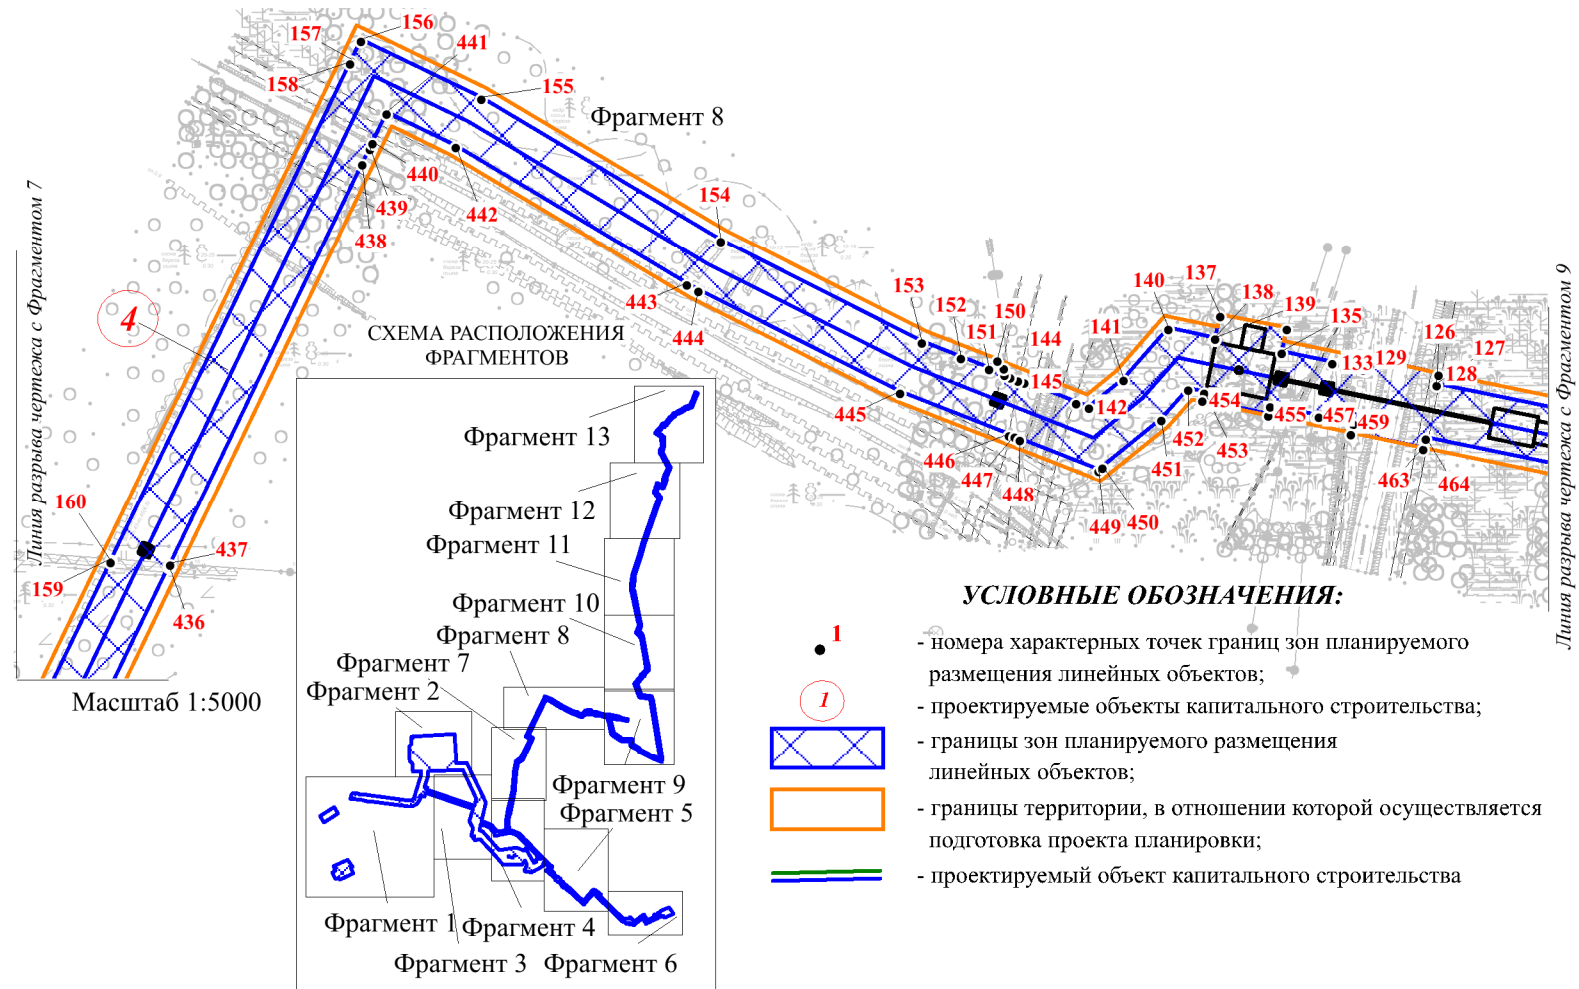 156
157
441
158
155
Фрагмент 8
440
439
442
438
154
Линия разрыва чертежа с Фрагментом 7
4
443
444
153
152
151
150
144
145
141
142
140
137
138
139
135
133
129
126
127
128
Линия разрыва чертежа с Фрагментом 9
445
446
447
448
449
450
451
452
453
454
455
457
459
463
464
160
159
437
436
Масштаб 1:5000
СХЕМА РАСПОЛОЖЕНИЯ
ФРАГМЕНТОВ
Фрагмент 13
Фрагмент 12
Фрагмент 11
Фрагмент 10
Фрагмент 8
Фрагмент 7
Фрагмент 2
Фрагмент 9
Фрагмент 5
Фрагмент 1
Фрагмент 4
Фрагмент 3
Фрагмент 6
УСЛОВНЫЕ ОБОЗНАЧЕНИЯ:
1
- номера характерных точек границ зон планируемого
размещения линейных объектов;
1
- проектируемые объекты капитального строительства;
- границы зон планируемого размещения
линейных объектов;
- границы территории, в отношении которой осуществляется
подготовка проекта планировки;
- проектируемый объект капитального строительства